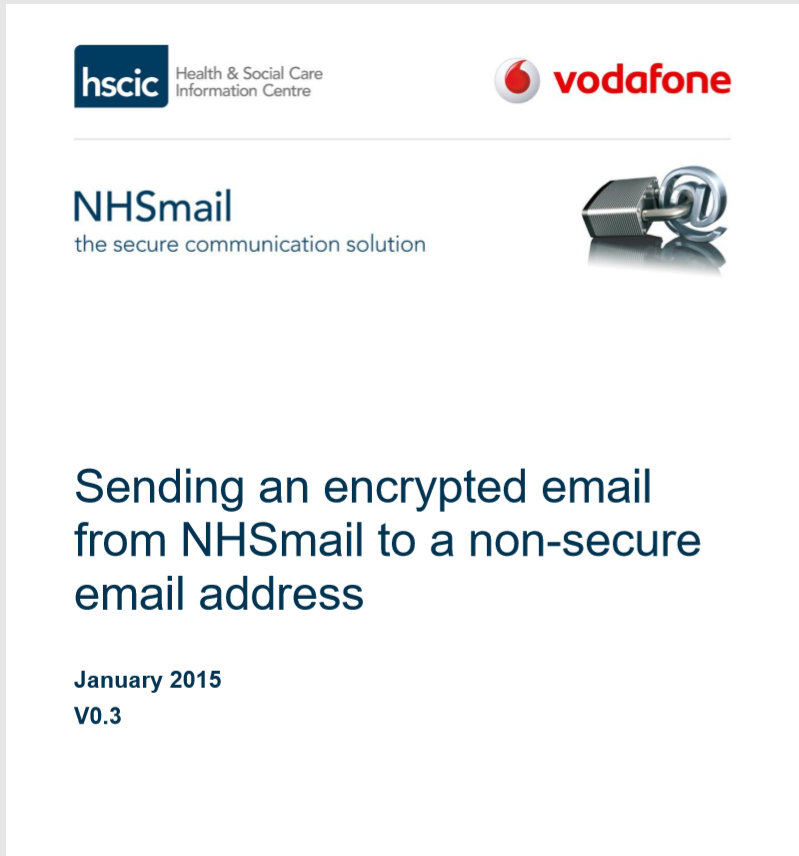 hscic Health & Social Care
Information Centre
vodafone
NHSmail
the secure communication solution
@
Sending an encrypted email
from NHSmail to a non-secure
email address
January 2015
V0.3